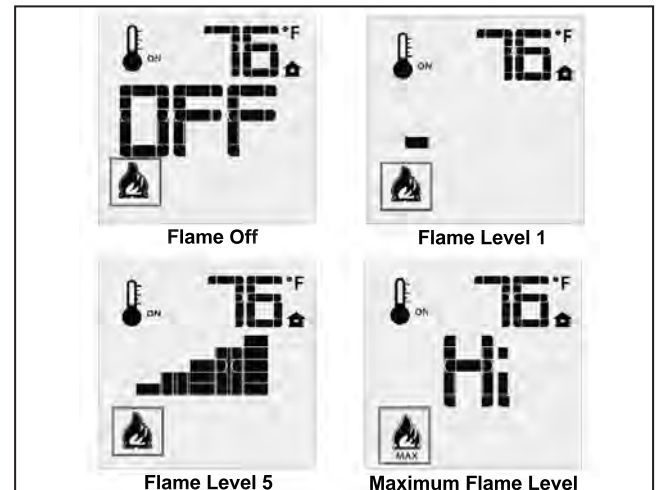 76 °F
ON
OFF
Flame Off
76 °F
ON
Flame Level 1
76 °F
ON
Flame Level 5
76 °F
ON
Hi
MAX
Maximum Flame Level